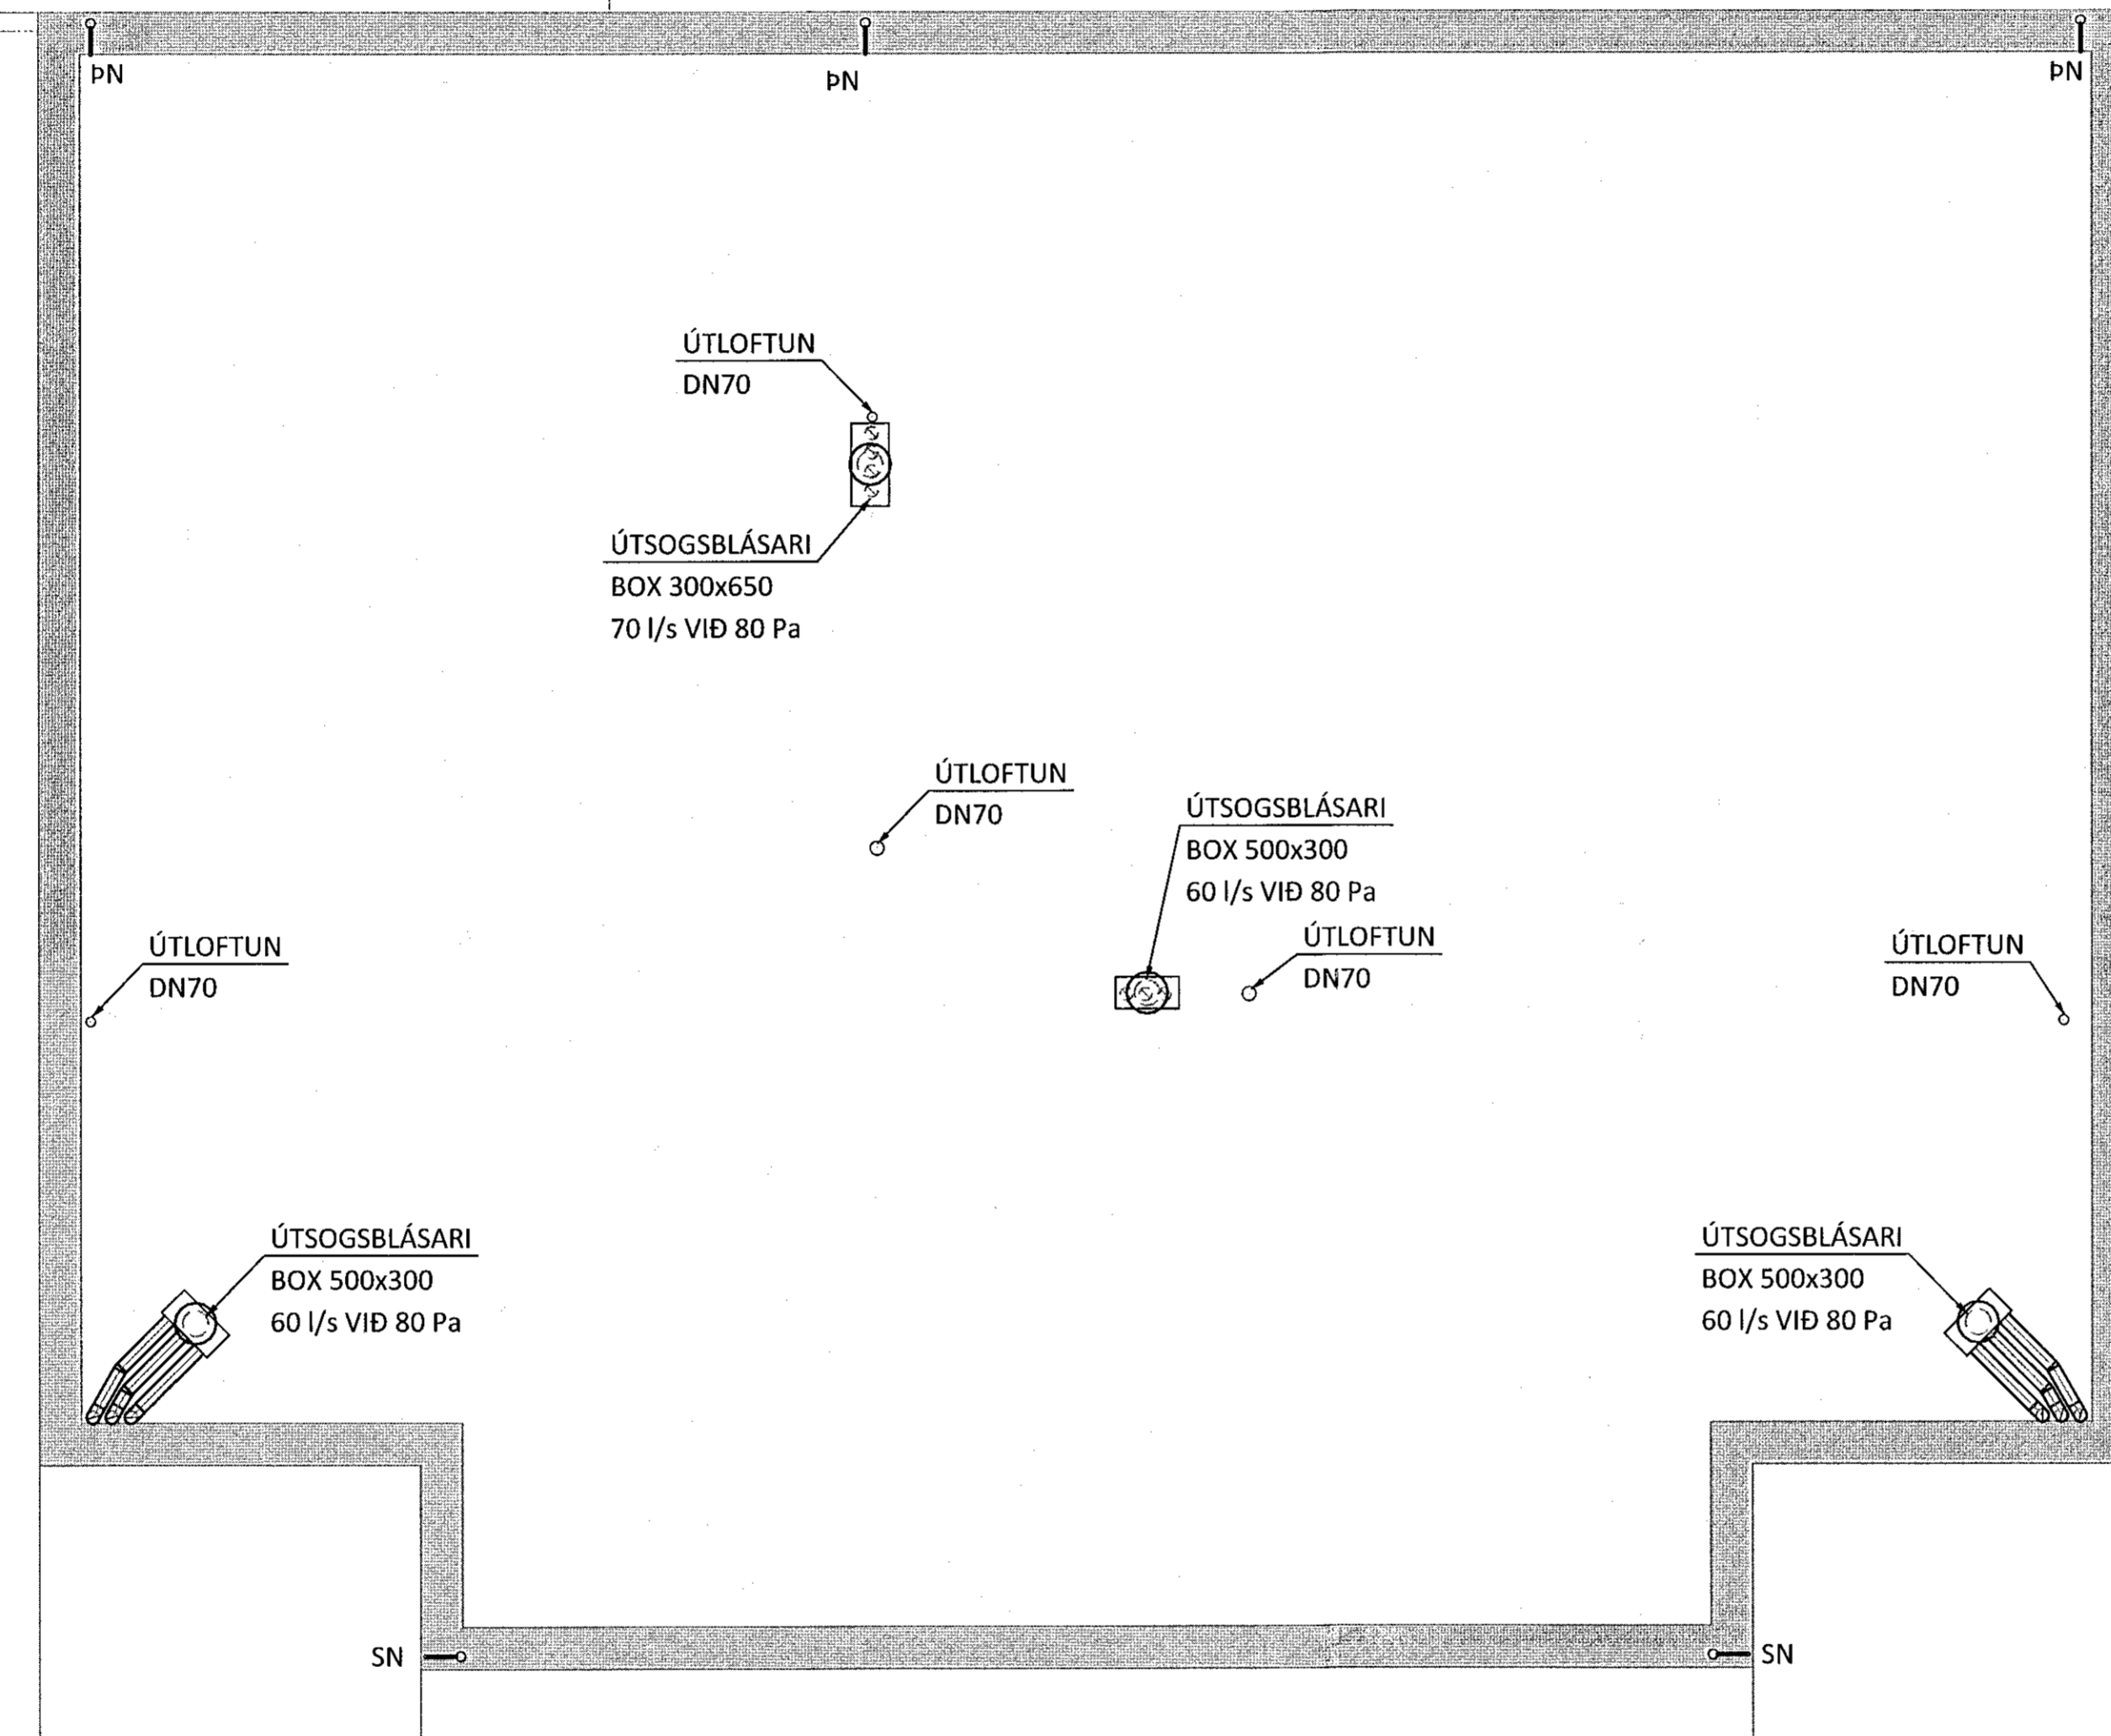 ÞN
ÞN
ÞN
ÚTLOFTUN
DN70
ÚTSOGSBLÁSARI
BOX 300x650
70 l/s VIÐ 80 Pa
ÚTLOFTUN
DN70
ÚTSOGSBLÁSARI
BOX 500x300
60 l/s VIÐ 80 Pa
ÚTLOFTUN
DN70
ÚTLOFTUN
DN70
ÚTLOFTUN
DN70
ÚTSOGSBLÁSARI
BOX 500x300
60 l/s VIÐ 80 Pa
ÚTSOGSBLÁSARI
BOX 500x300
60 l/s VIÐ 80 Pa
SN
SN